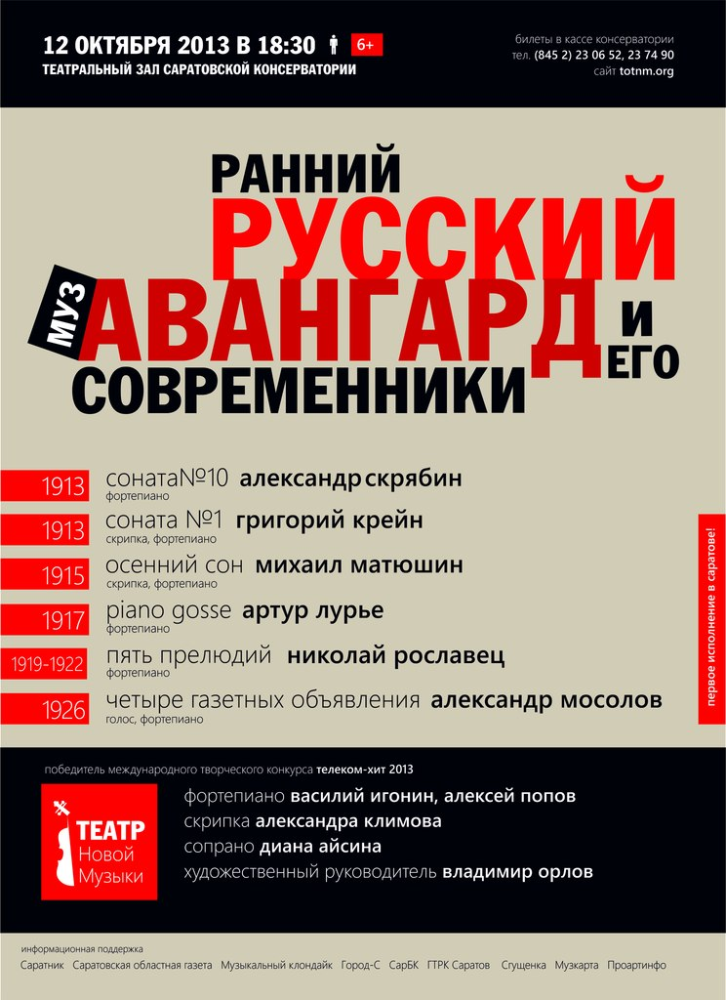 12 ОКТЯБРЯ 2013 В 18:30 6+
ТЕАТРАЛЬНЫЙ ЗАЛ САРАТОВСКОЙ КОНСЕРВАТОРИИ
билеты в кассе консерватории
тел. (845 2) 23 06 52, 23 74 90
сайт totnm.org
РАННИЙ
РУССКИЙ
МУЗ
АВАНГАРД И
ЕГО
СОВРЕМЕННИКИ
1913 соната№10 александр скрябин
фортепиано
1913 соната №1 григорий крейн
скрипка, фортепиано
1915 осенний сон михаил матюшин
скрипка, фортепиано
1917 piano gosse артур лурье
фортепиано
1919-1922 пять прелюдий николай рославец
фортепиано
1926 четыре газетных объявления александр мосолов
голос, фортепиано
первое исполнение в саратове!
победитель международного творческого конкурса телеком-хит 2013
ТЕАТР
Новой
Музыки
фортепиано василий игонин, алексей попов
скрипка александра климова
сопрано диана айсина
художественный руководитель владимир орлов
информационная поддержка
Саратник Саратовская областная газета Музыкальный клондайк Город-С СарБК ГТРК Саратов Сгущенка Музкарта Проартинфо